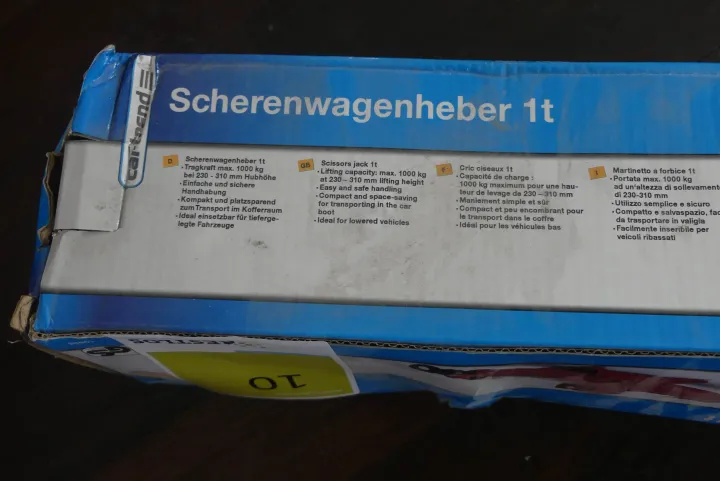 Scherenwagenheber 1t
cartrend
D
Scherenwagenheber 1t
·Tragkraft max. 1000 kg
bei 230 - 310 mm Hubhöhe
·Einfache und sichere
Handhabung
·Kompakt und platzsparend
zum Transport im Kofferraum
·Ideal einsetzbar für tieferge-
legte Fahrzeuge
GB
Scissors jack 1t
·Lifting capacity: max. 1000 kg
at 230 – 310 mm lifting height
·Easy and safe handling
·Compact and space-saving
for transporting in the car
boot
·Ideal for lowered vehicles
F
Cric ciseaux 1t
·Capacité de charge :
1000 kg maximum pour une hau-
teur de levage de 230 – 310 mm
·Maniement simple et sûr
·Compact et peu encombrant pour
le transport dans le coffre
·Idéal pour les véhicules bas
I
Martinetto a forbice 1t
·Portata max. 1000 kg
ad un'altezza di sollevament
di 230-310 mm
·Utilizzo semplice e sicuro
·Compatto e salvaspazio, fac
da trasportare in valigia
·Facilmente inseribile per
veicoli ribassati
10